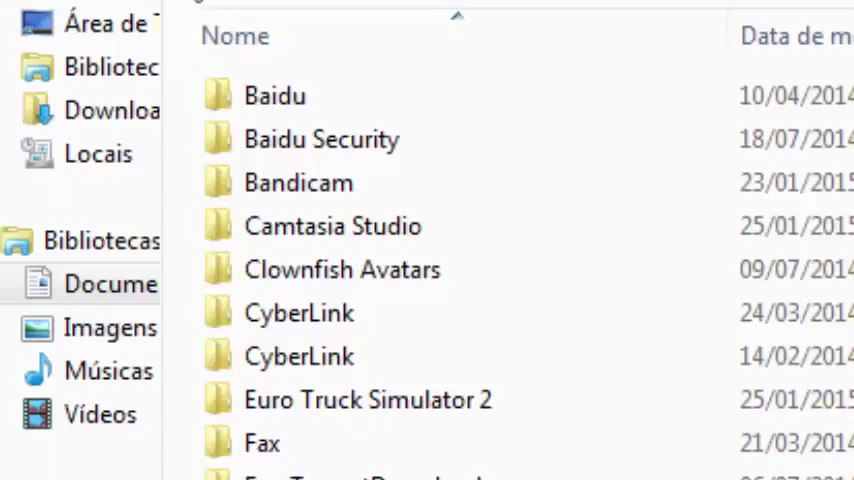 Área de
Bibliotec
Downloa
Locais
Bibliotecas
Docume
Imagens
Músicas
Vídeos
Nome Data de m
Baidu 10/04/2014
Baidu Security 18/07/2014
Bandicam 23/01/2015
Camtasia Studio 25/01/2015
Clownfish Avatars 09/07/2014
CyberLink 24/03/2014
CyberLink 14/02/2014
Euro Truck Simulator 2 25/01/2015
Fax 21/03/2014